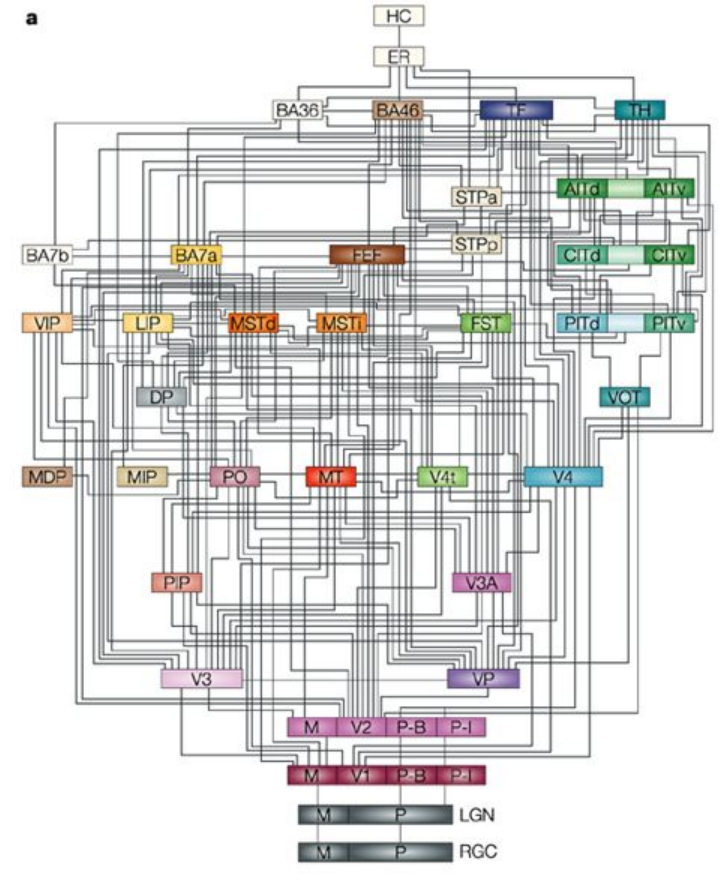 a
HC
ER
BA36 BA46 TF TH
AITd AITv
STPa
STPp
BA7b BA7a FEF CITd CITv
VIP LIP MSTd MSTi FST PITd PITv
DP VOT
MDP MIP PO MT V4t V4
PIP V3A
V3 VP
M V2 P-B P-I
M V1 P-B P-I
M P LGN
M P RGC